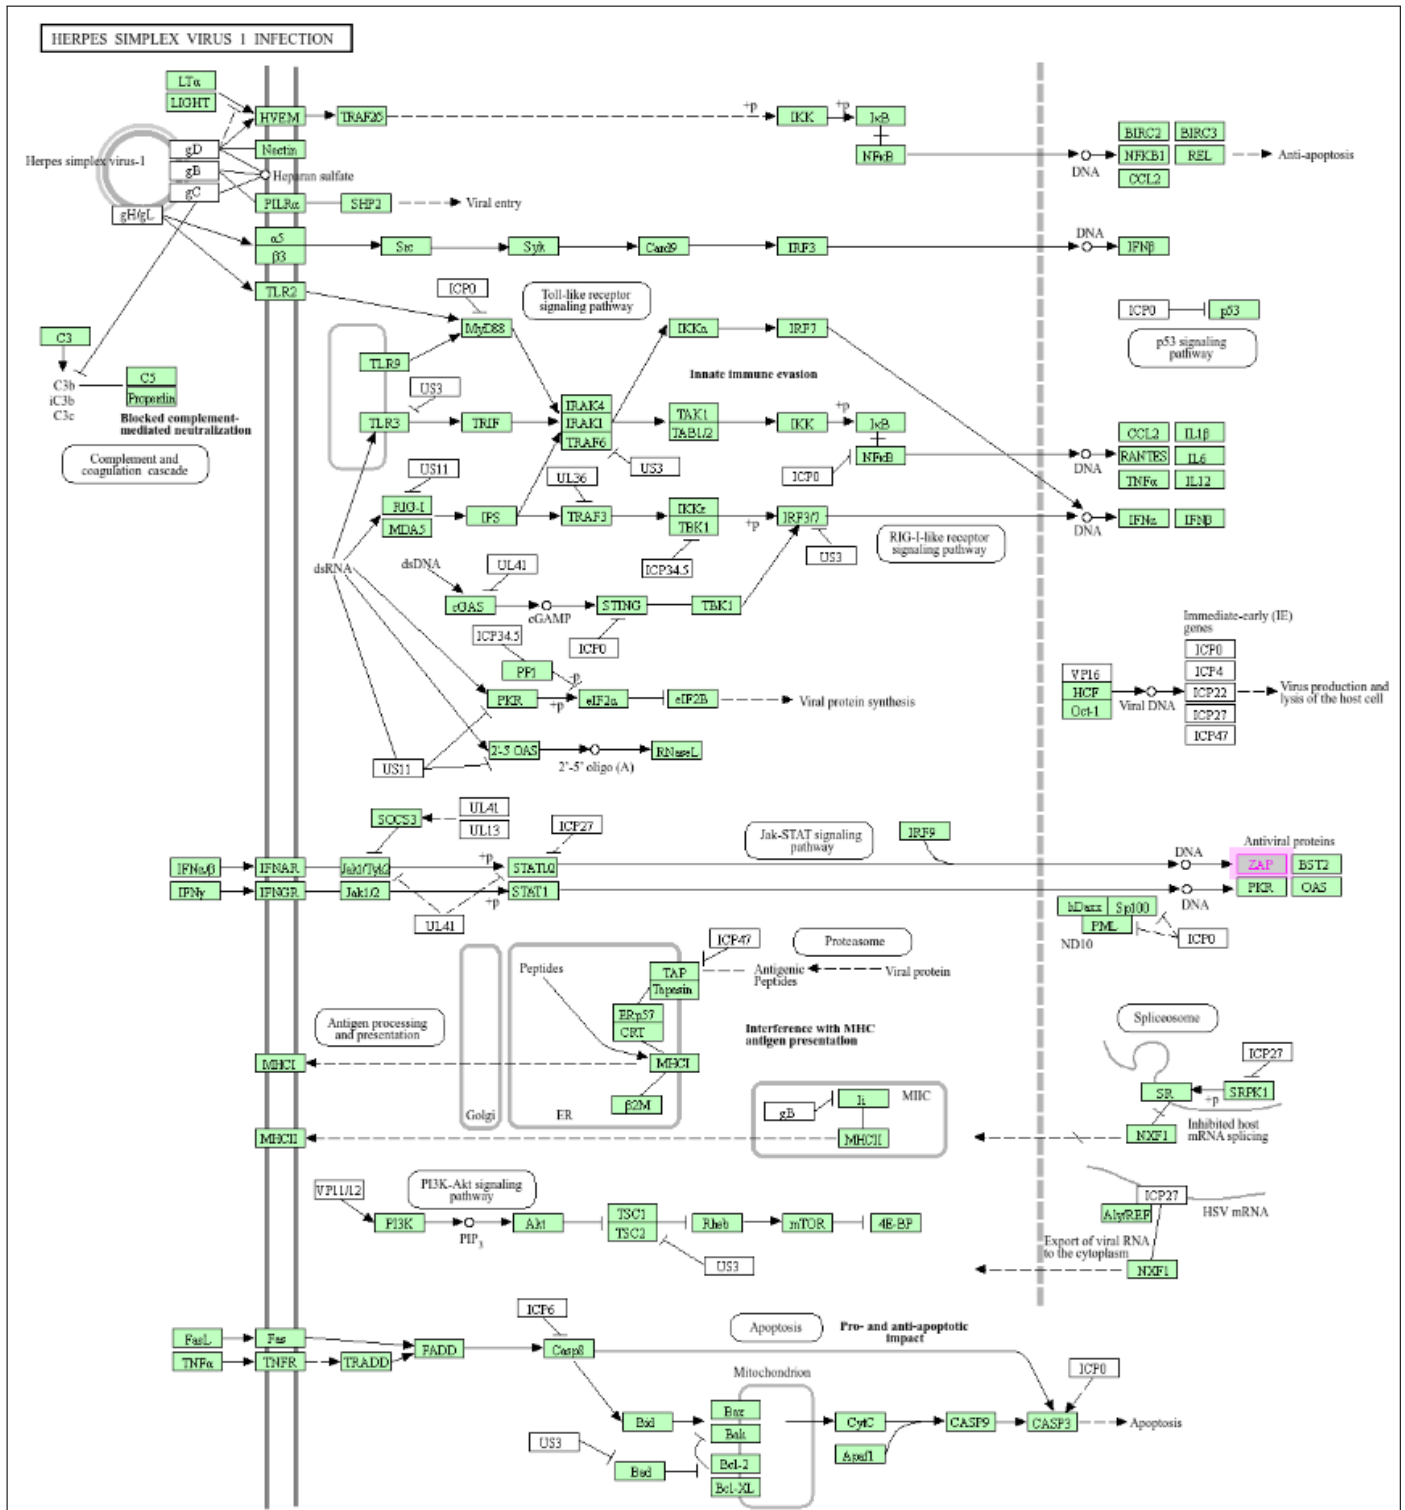 HERPES SIMPLEX VIRUS 1 INFECTION
LTα
LIGHT
HVEM
TRAF2/5
+p
IKK
+p
IκB
NFκB
DNA
BIRC2
BIRC3
NFKB1
REL
CCL2
Anti-apoptosis
Herpes simplex virus-1
gD
gB
gC
gH/gL
Nectin
Heparan sulfate
PILRα
SHP2
Viral entry
α5
β3
Src
Syk
Card9
IRF3
DNA
IFNβ
TLR2
ICP0
MyD88
Toll-like receptor
signaling pathway
IKKα
IRF7
ICP0
p53
p53 signaling
pathway
C3
C3b
iC3b
C3c
C5
Properdin
Blocked complement-
mediated neutralization
Complement and
coagulation cascade
TLR9
US3
TLR3
TRIF
IRAK4
IRAK1
TRAF6
US3
Innate immune evasion
TAK1
TAB1/2
IKK
+p
IκB
NFκB
ICP0
DNA
CCL2
IL1β
RANTES
IL6
TNFα
IL12
US11
RIG-I
MDA5
IPS
UL36
TRAF3
IKKε
TBK1
ICP34.5
+p
IRF3/7
US3
RIG-I-like receptor
signaling pathway
DNA
IFNα
IFNβ
dsRNA
dsDNA
UL41
cGAS
cGAMP
STING
ICP0
TBK1
ICP34.5
PP1
-p
PKR
+p
eIF2α
eIF2B
Viral protein synthesis
2'-5' OAS
2'-5' oligo (A)
RNaseL
US11
VP16
HCF
Oct-1
Viral DNA
Immediate-early (IE)
genes
ICP0
ICP4
ICP22
ICP27
ICP47
Virus production and
lysis of the host cell
SOCS3
UL41
UL13
ICP27
IFNα/β
IFNAR
Jak1/Tyk2
+p
STAT1/2
Jak-STAT signaling
pathway
IRF9
DNA
Antiviral proteins
ZAP
BST2
IFNγ
IFNGR
Jak1/2
+p
STAT1
DNA
PKR
OAS
UL41
hDaxx
Sp100
PML
ND10
ICP0
Peptides
ICP47
TAP
Tapasin
Antigenic
Peptides
Proteasome
Viral protein
ERp57
CRT
Interference with MHC
antigen presentation
Antigen processing
and presentation
MHCI
MHCI
β2M
Golgi
ER
gB
Ii
MIIC
MHCII
MHCII
Spliceosome
ICP27
SR
+p
SRPK1
NXF1
Inhibited host
mRNA splicing
VP11/12
PI3K-Akt signaling
pathway
PI3K
PIP3
Akt
TSC1
TSC2
US3
Rheb
mTOR
4E-BP
ICP27
Aly/REF
HSV mRNA
Export of viral RNA
to the cytoplasm
NXF1
FasL
Fas
TNFα
TNFR
TRADD
FADD
ICP6
Casp8
Apoptosis
Pro- and anti-apoptotic
impact
Mitochondrion
Bid
Bax
Bak
Bcl-2
Bcl-XL
US3
Bad
CytC
Apaf1
CASP9
CASP3
ICP0
Apoptosis